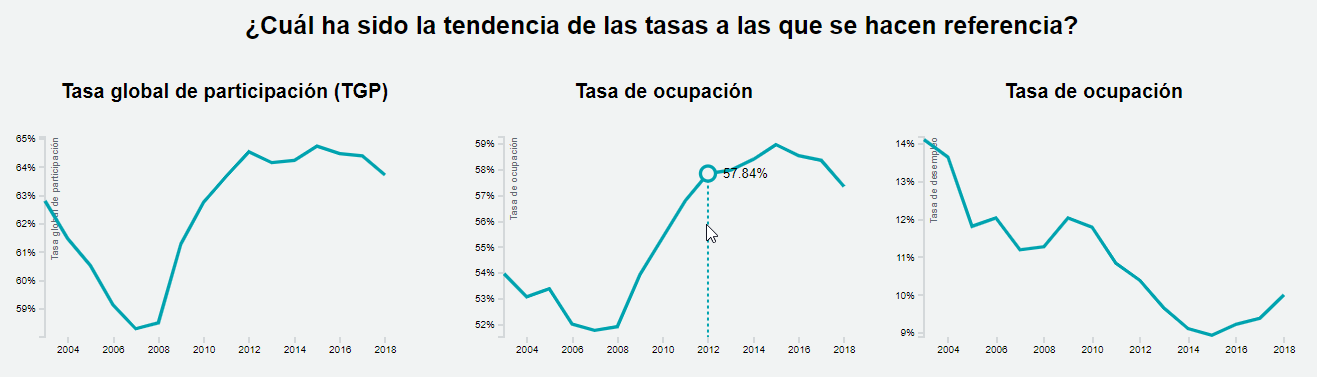 ¿Cuál ha sido la tendencia de las tasas a las que se hacen referencia?
Tasa global de participación (TGP)
65%
64%
63%
62%
61%
60%
59%
Tasa global de participación
2004 2006 2008 2010 2012 2014 2016 2018
Tasa de ocupación
59%
58%
57%
56%
55%
54%
53%
52%
Tasa de ocupación
57.84%
2004 2006 2008 2010 2012 2014 2016 2018
Tasa de ocupación
14%
13%
12%
11%
10%
9%
Tasa de desempleo
2004 2006 2008 2010 2012 2014 2016 2018